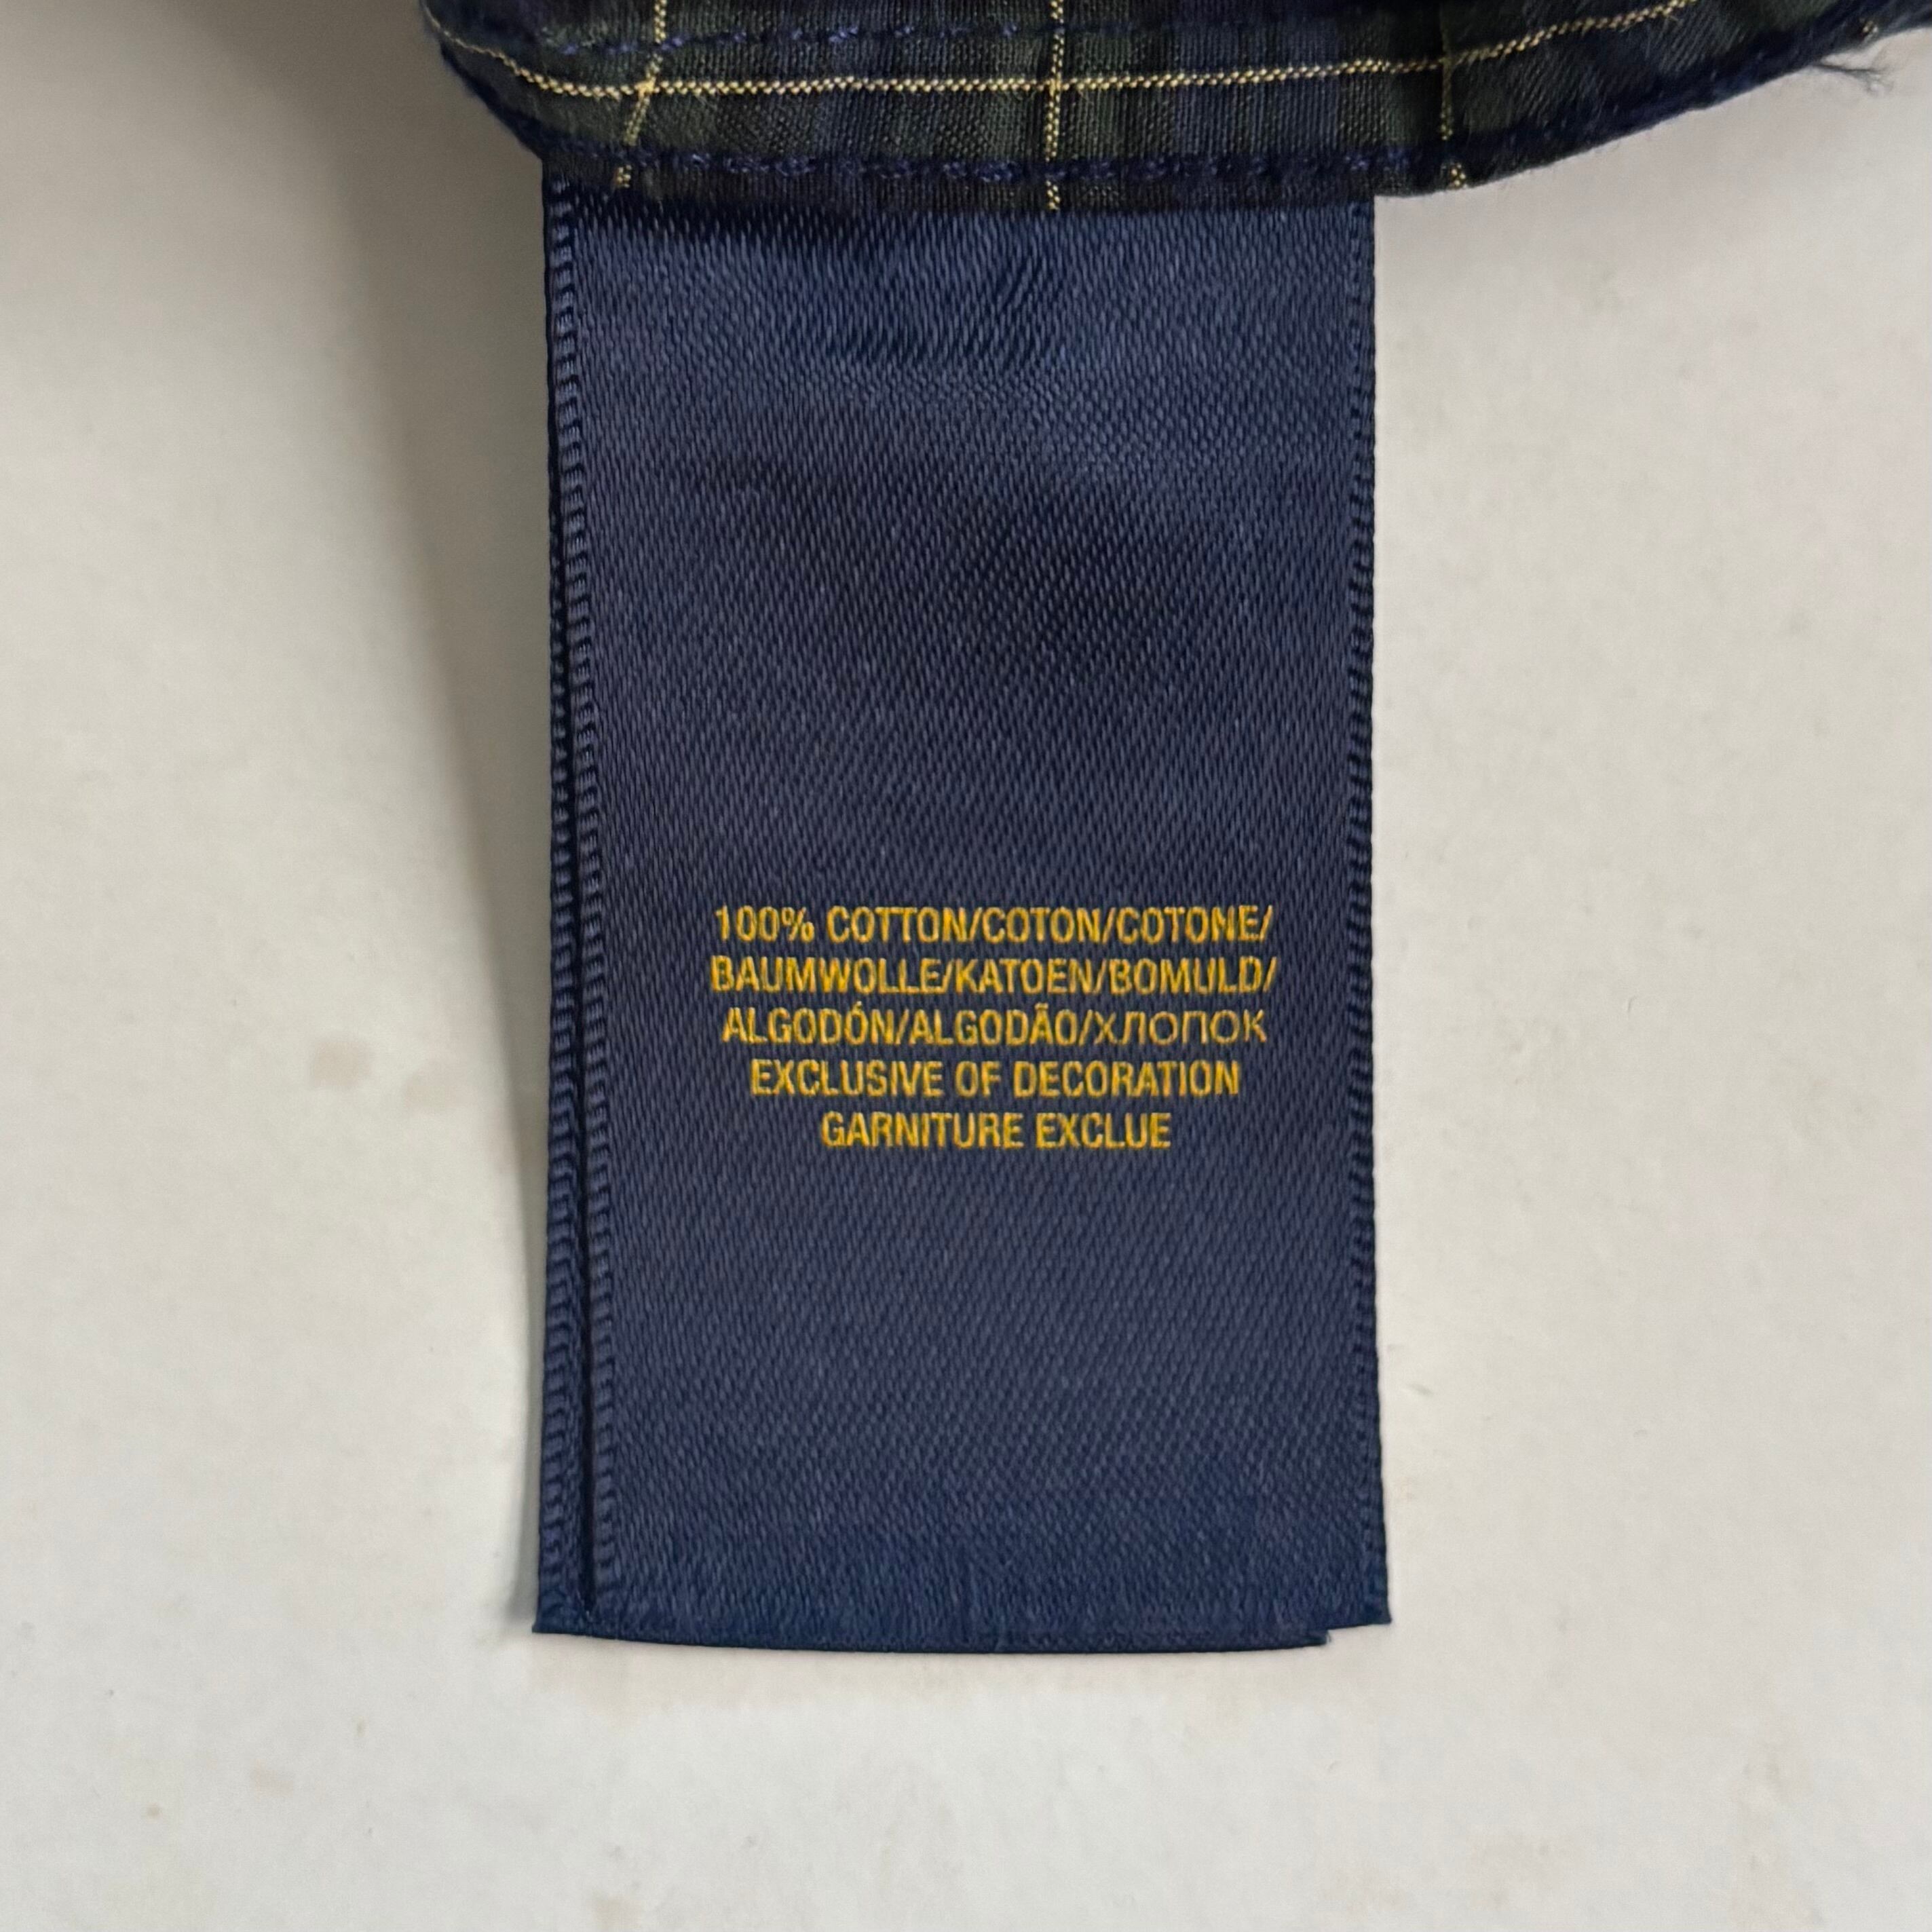 100% COTTON/COTON/COTONE/
BAUMWOLLE/KATOEN/BOMULD/
ALGODÓN/ALGODÃO/ХЛОПОК
EXCLUSIVE OF DECORATION
GARNITURE EXCLUE